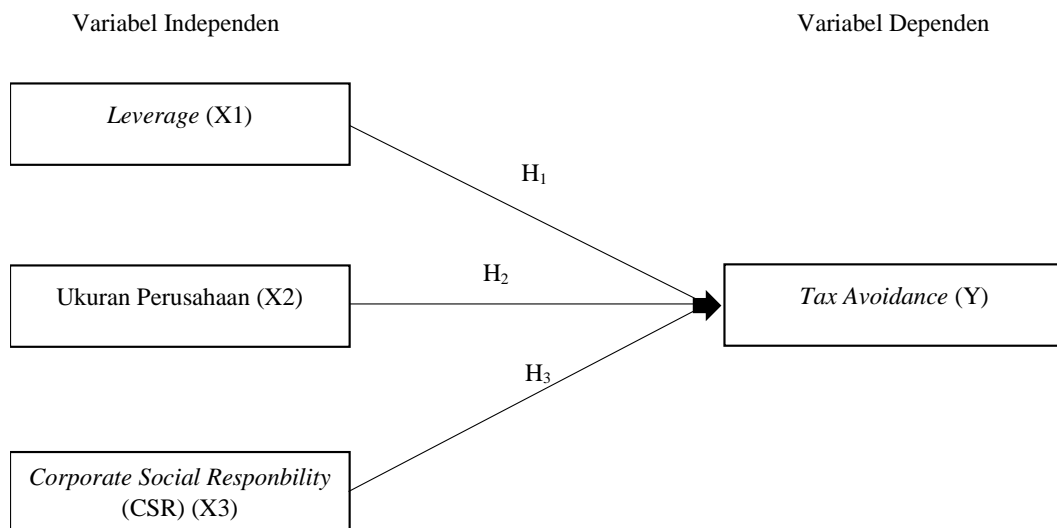 Variabel Independen
Variabel Dependen
Leverage (X1)
H1
Ukuran Perusahaan (X2)
H2
Tax Avoidance (Y)
H3
Corporate Social Responbility
(CSR) (X3)